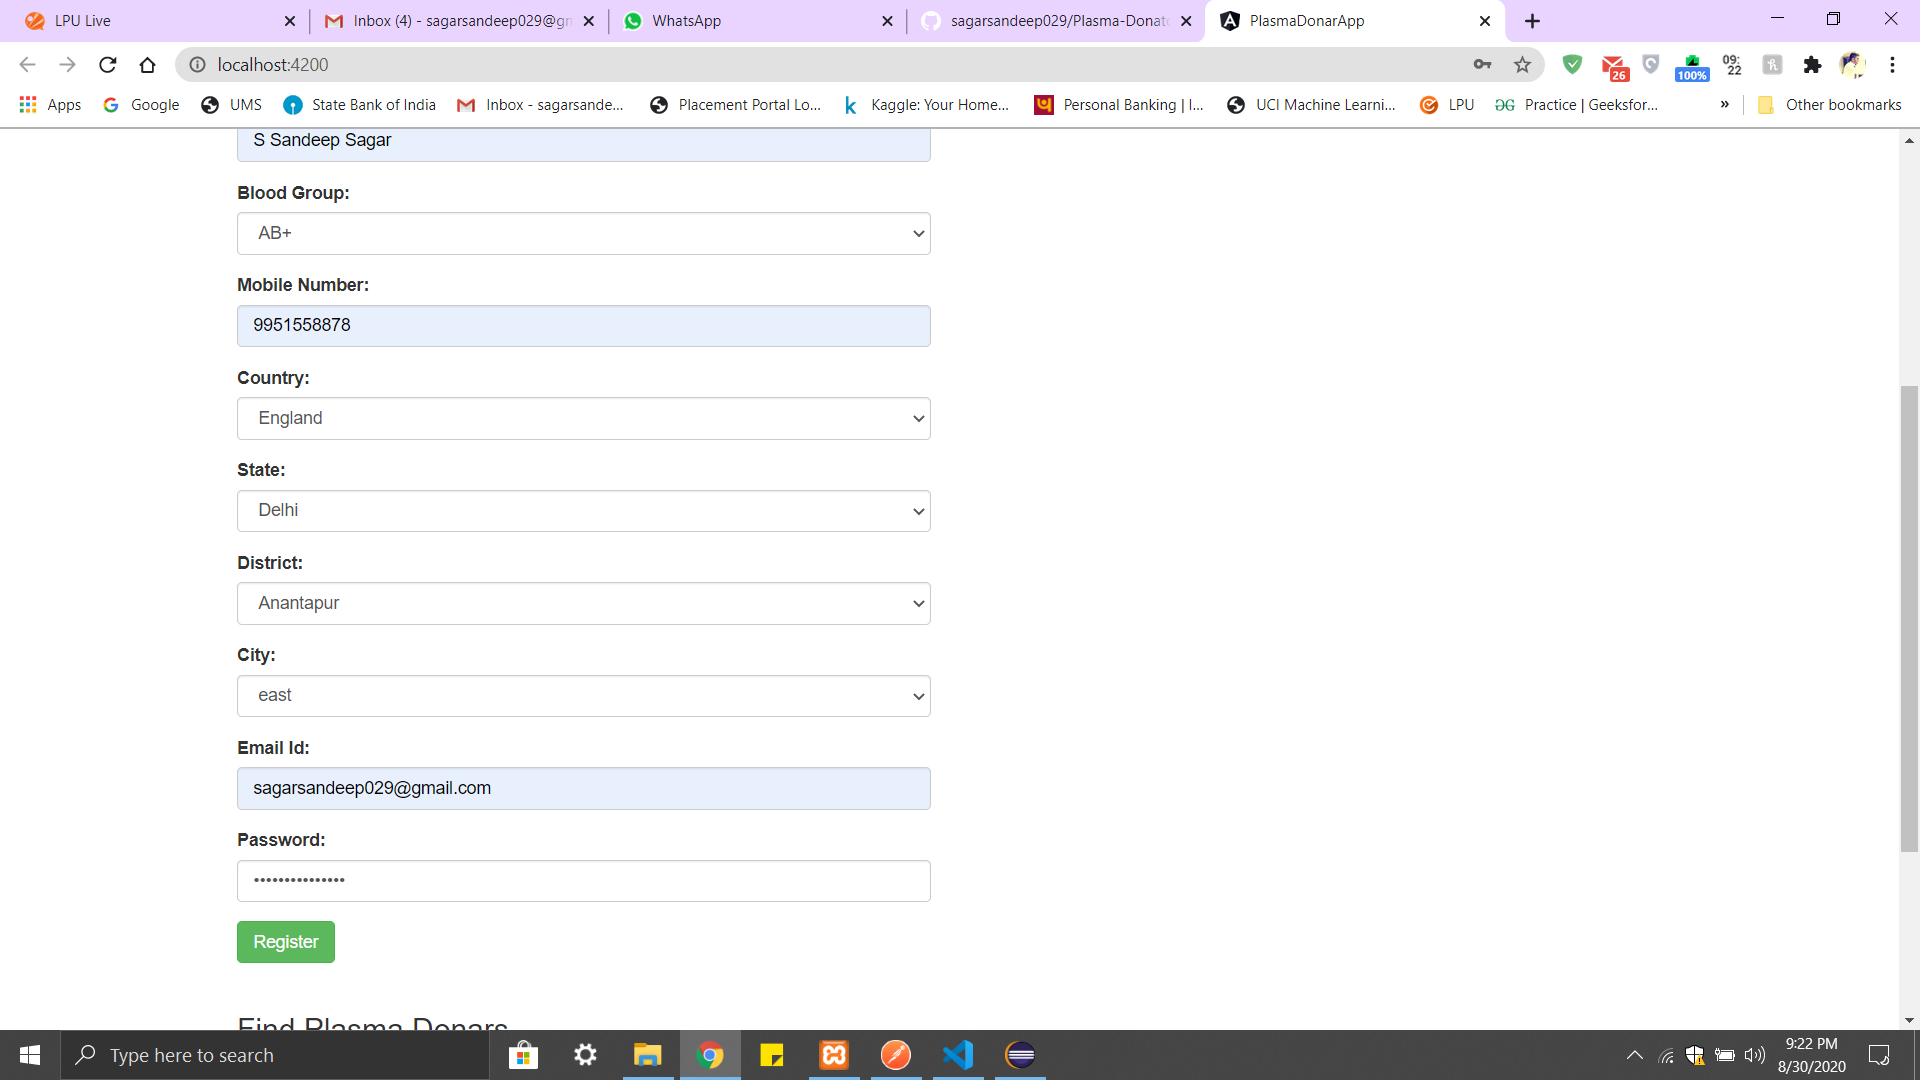 LPU Live
Inbox (4) - sagarsandeep029@gm
WhatsApp
sagarsandeep029/Plasma-Donato
PlasmaDonarApp
localhost:4200
26
100%
09:
22
Apps
Google
UMS
State Bank of India
Inbox - sagarsande...
Placement Portal Lo...
Kaggle: Your Home...
Personal Banking | I...
UCI Machine Learni...
LPU
Practice | Geeksfor...
»
Other bookmarks
S Sandeep Sagar
Blood Group:
AB+
Mobile Number:
9951558878
Country:
England
State:
Delhi
District:
Anantapur
City:
east
Email Id:
sagarsandeep029@gmail.com
Password:
•••••••••••••••
Register
Find Plasma Donars
Type here to search
9:22 PM
8/30/2020